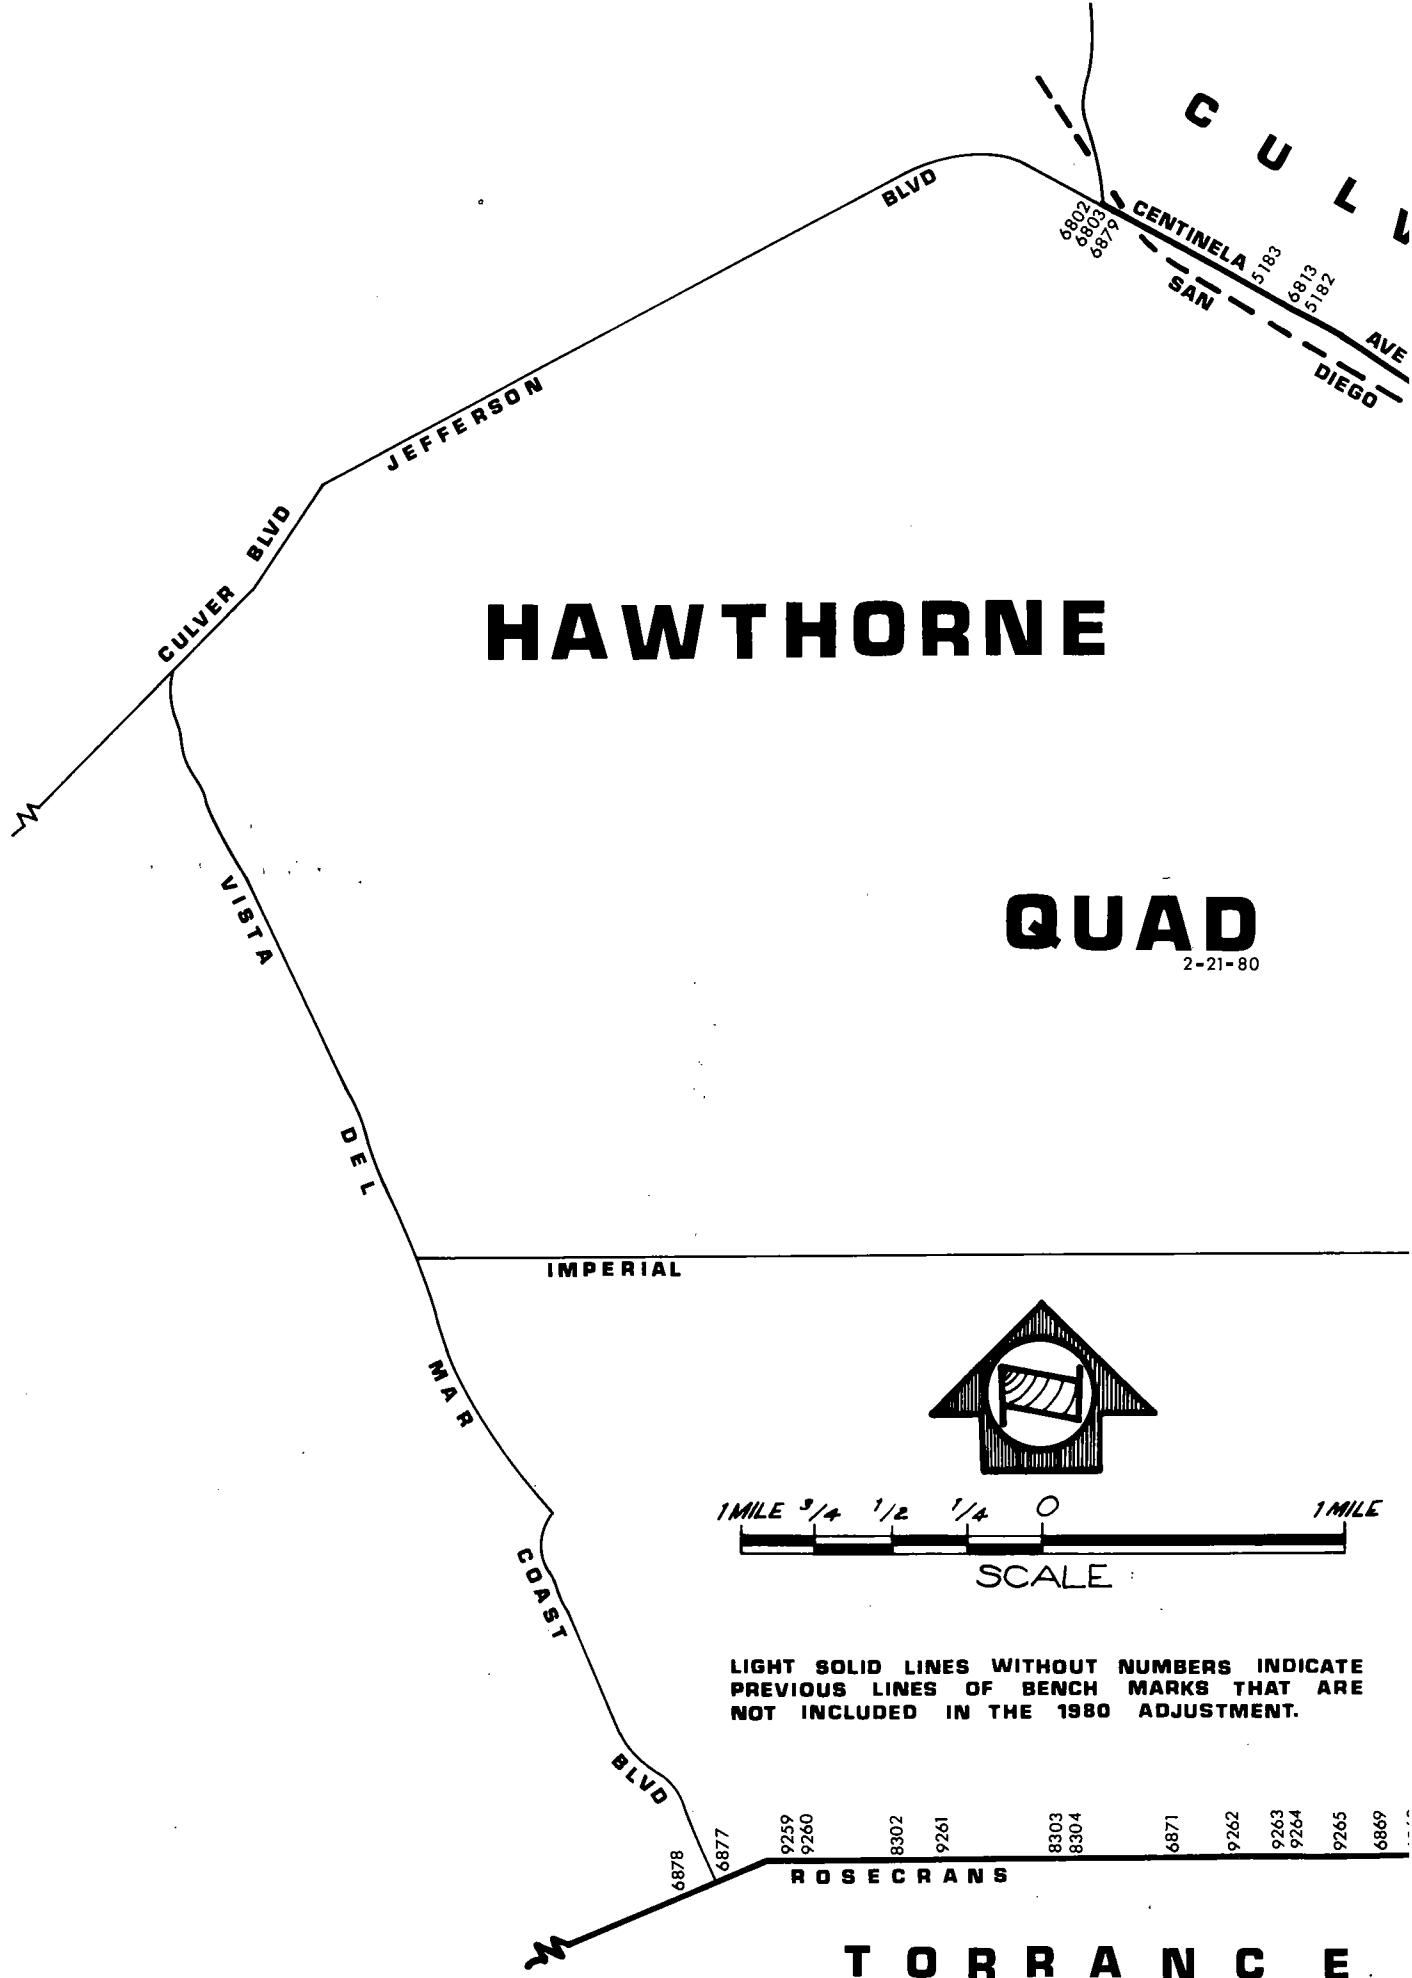 CUL
BLVD
6802
6803
6879
CENTINELA
5183
6813
5182
AVE
SAN
DIEGO
JEFFERSON
BLVD
CULVER
HAWTHORNE
QUAD
2-21-80
VISTA
DEL
IMPERIAL
MAR
1 MILE 3/4 1/2 1/4 0 1 MILE
SCALE
COAST
LIGHT SOLID LINES WITHOUT NUMBERS INDICATE
PREVIOUS LINES OF BENCH MARKS THAT ARE
NOT INCLUDED IN THE 1980 ADJUSTMENT.
BLVD
6878
6877
9259
9260
8302
9261
8303
8304
6871
9262
9263
9264
9265
6869
ROSECRANS
TORRANCE